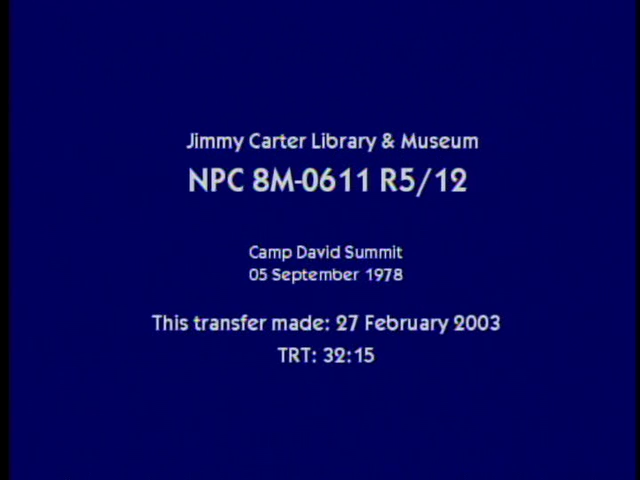 Jimmy Carter Library & Museum
NPC 8M-0611 R5/12
Camp David Summit
05 September 1978
This transfer made: 27 February 2003
TRT: 32:15